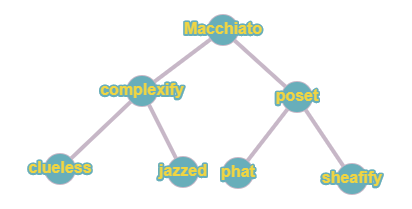 Macchiato
complexify
poset
clueless
jazzed
phat
sheafify